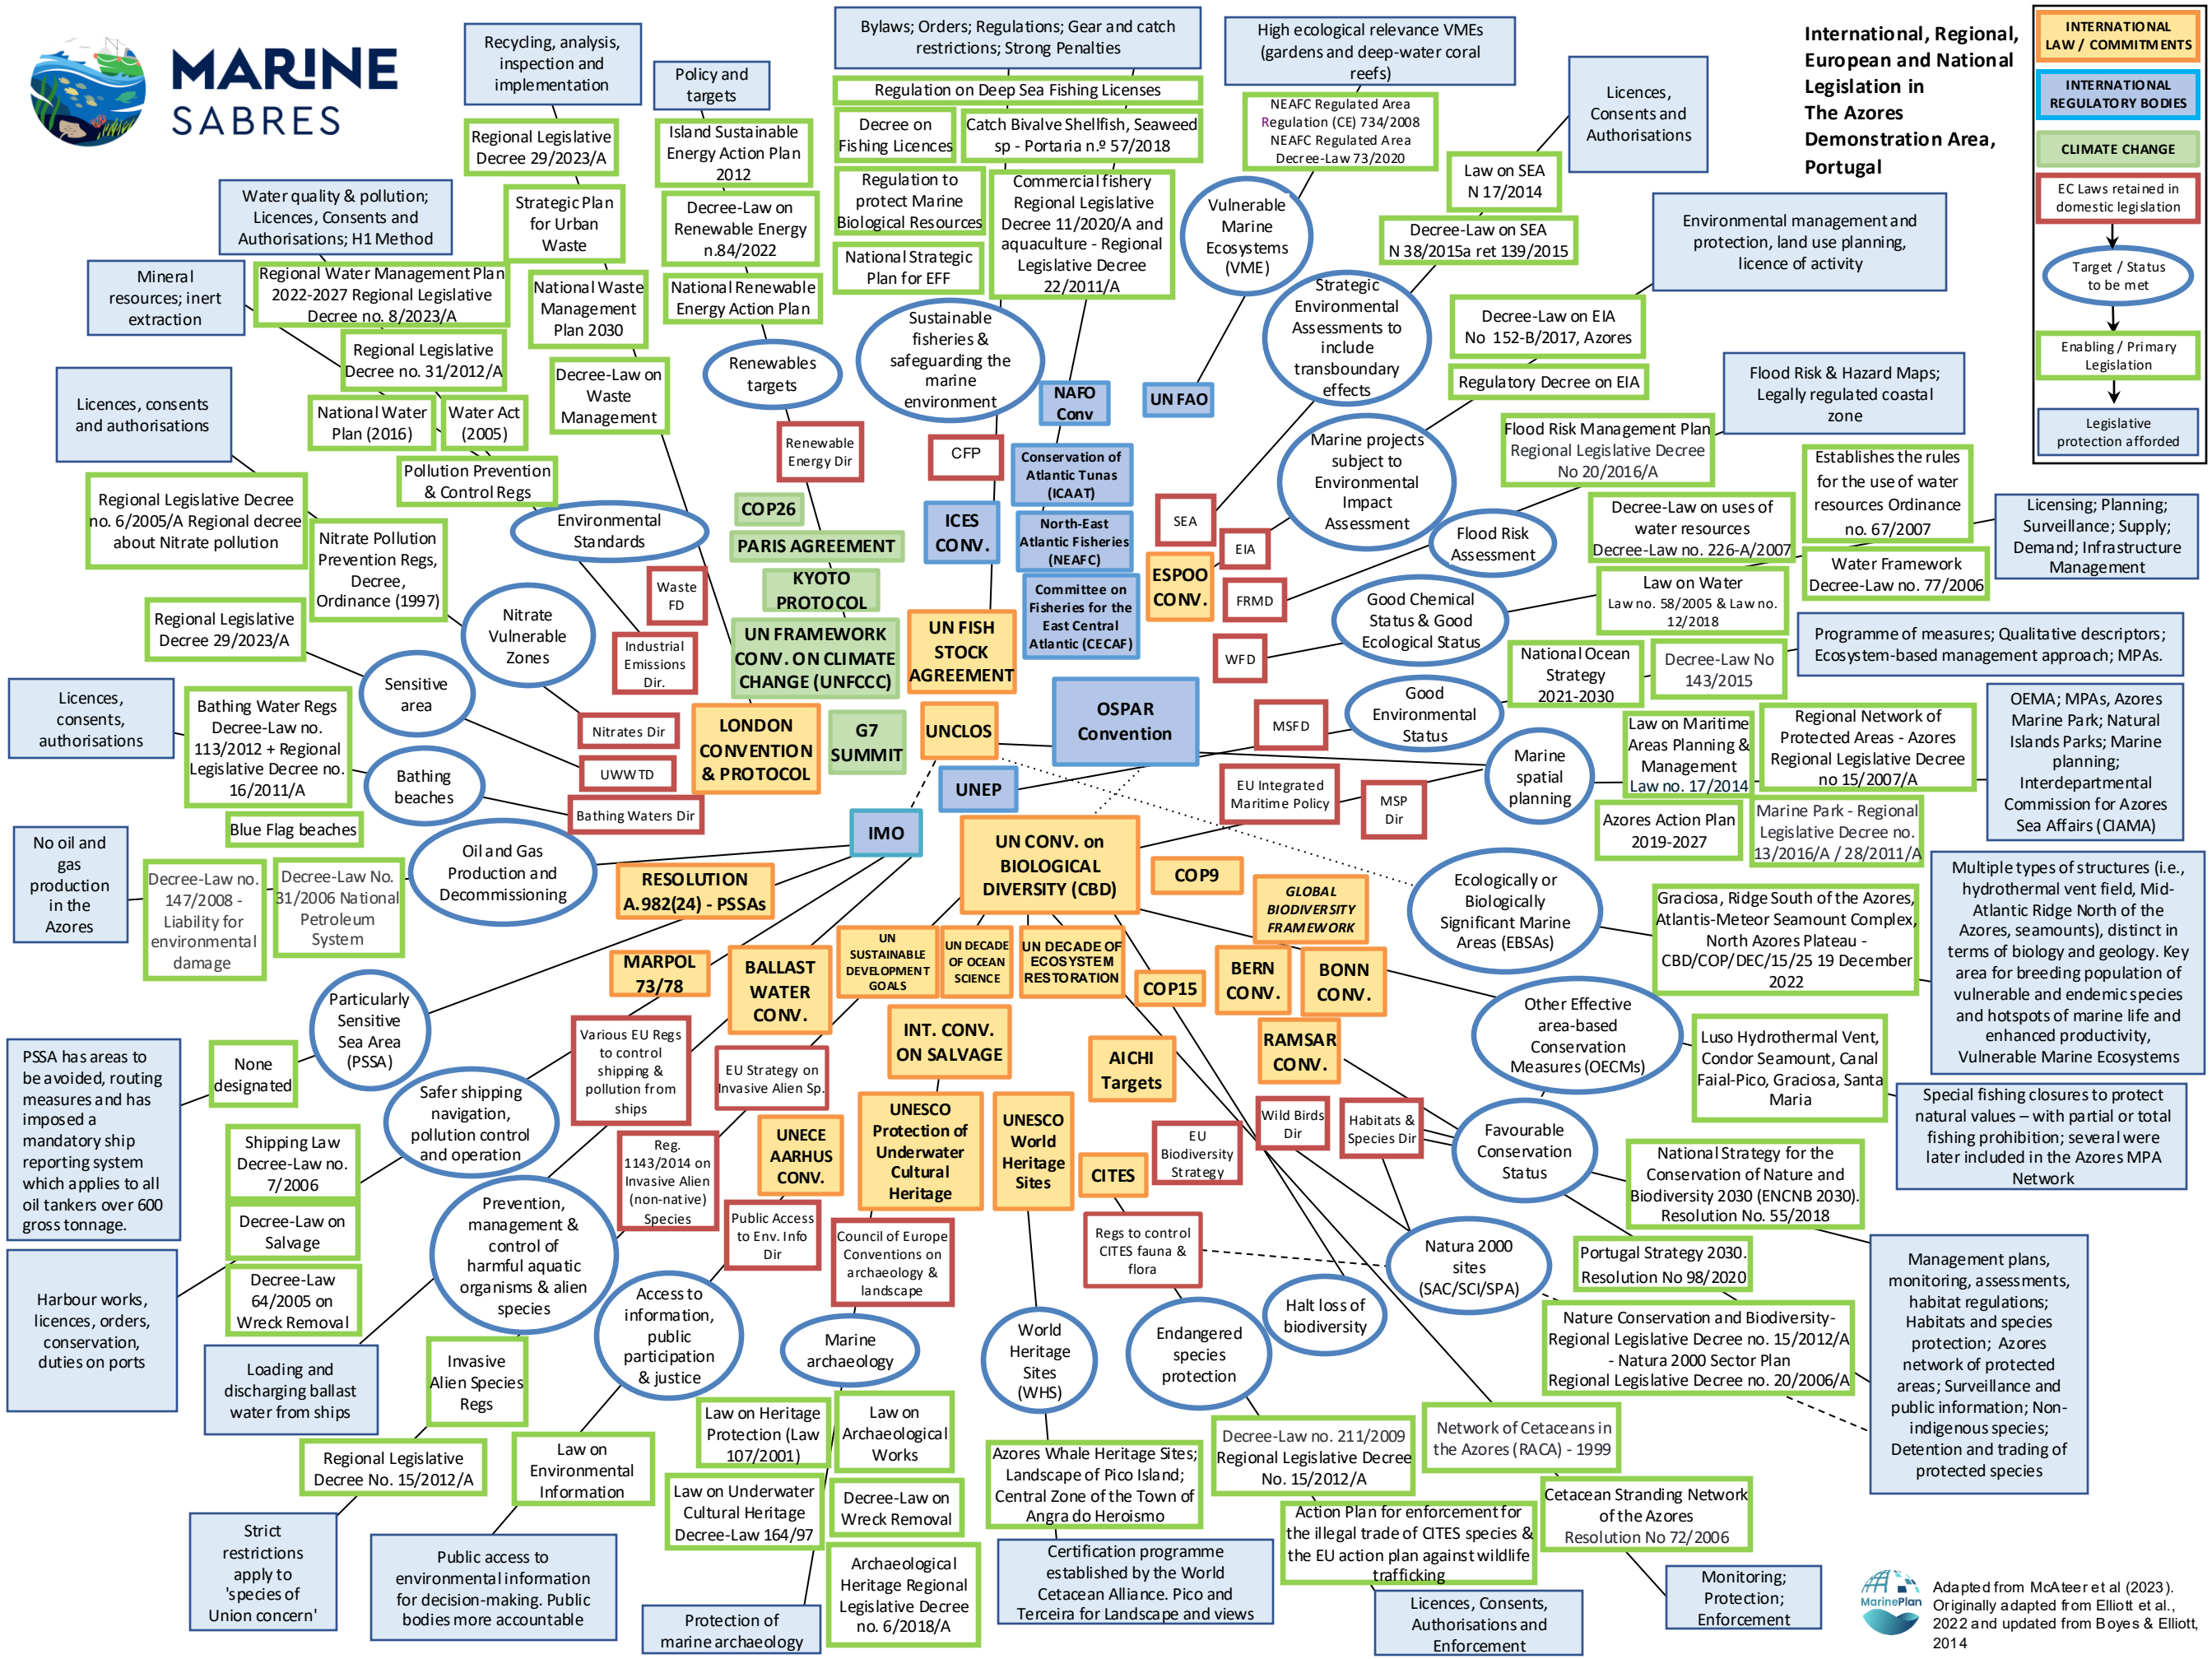 MARINE
SABRES
Recycling, analysis,
inspection and
implementation
Policy and
targets
Bylaws; Orders; Regulations; Gear and catch
restrictions; Strong Penalties
High ecological relevance VMEs
(gardens and deep-water coral
reefs)
Licences,
Consents and
Authorisations
International, Regional,
European and National
Legislation in
The Azores
Demonstration Area,
Portugal
INTERNATIONAL
LAW / COMMITMENTS
INTERNATIONAL
REGULATORY BODIES
CLIMATE CHANGE
EC Laws retained in
domestic legislation
Target / Status
to be met
Enabling / Primary
Legislation
Legislative
protection afforded
Regional Legislative
Decree 29/2023/A
Strategic Plan
for Urban
Waste
National Waste
Management
Plan 2030
Decree-Law on
Waste
Management
Island Sustainable
Energy Action Plan
2012
Decree-Law on
Renewable Energy
n.84/2022
National Renewable
Energy Action Plan
Renewables
targets
Renewable
Energy Dir
Regulation on Deep Sea Fishing Licenses
Decree on
Fishing Licences
Catch Bivalve Shellfish, Seaweed
sp - Portaria n.º 57/2018
Regulation to
protect Marine
Biological Resources
National Strategic
Plan for EFF
Commercial fishery
Regional Legislative
Decree 11/2020/A and
aquaculture - Regional
Legislative Decree
22/2011/A
Sustainable
fisheries &
safeguarding the
marine
environment
CFP
NEAFC Regulated Area
Regulation (CE) 734/2008
NEAFC Regulated Area
Decree-Law 73/2020
Vulnerable
Marine
Ecosystems
(VME)
UN FAO
NAFO
Conv
Law on SEA
N 17/2014
Decree-Law on SEA
N 38/2015a ret 139/2015
Strategic
Environmental
Assessments to
include
transboundary
effects
Environmental management and
protection, land use planning,
licence of activity
Decree-Law on EIA
No 152-B/2017, Azores
Regulatory Decree on EIA
Marine projects
subject to
Environmental
Impact
Assessment
Flood Risk & Hazard Maps;
Legally regulated coastal
zone
Flood Risk Management Plan
Regional Legislative Decree
No 20/2016/A
Flood Risk
Assessment
Establishes the rules
for the use of water
resources Ordinance
no. 67/2007
Decree-Law on uses of
water resources
Decree-Law no. 226-A/2007
Water Framework
Decree-Law no. 77/2006
Law on Water
Law no. 58/2005 & Law no.
12/2018
Licensing; Planning;
Surveillance; Supply;
Demand; Infrastructure
Management
Water quality & pollution;
Licences, Consents and
Authorisations; H1 Method
Mineral
resources; inert
extraction
Regional Water Management Plan
2022-2027 Regional Legislative
Decree no. 8/2023/A
Regional Legislative
Decree no. 31/2012/A
National Water
Plan (2016)
Water Act
(2005)
Pollution Prevention
& Control Regs
Environmental
Standards
Licences, consents
and authorisations
Regional Legislative Decree
no. 6/2005/A Regional decree
about Nitrate pollution
Nitrate Pollution
Prevention Regs,
Decree,
Ordinance (1997)
Nitrate
Vulnerable
Zones
Regional Legislative
Decree 29/2023/A
Sensitive
area
Licences,
consents,
authorisations
Bathing Water Regs
Decree-Law no.
113/2012 + Regional
Legislative Decree no.
16/2011/A
Blue Flag beaches
Bathing
beaches
Waste
FD
Industrial
Emissions
Dir.
Nitrates Dir
UWWTD
Bathing Waters Dir
COP26
PARIS AGREEMENT
KYOTO
PROTOCOL
UN FRAMEWORK
CONV. ON CLIMATE
CHANGE (UNFCCC)
G7
SUMMIT
LONDON
CONVENTION
& PROTOCOL
ICES
CONV.
UN FISH
STOCK
AGREEMENT
UNCLOS
Conservation of
Atlantic Tunas
(ICAAT)
North-East
Atlantic Fisheries
(NEAFC)
Committee on
Fisheries for the
East Central
Atlantic (CECAF)
OSPAR
Convention
UNEP
IMO
SEA
EIA
ESPOO
CONV.
FRMD
WFD
MSFD
Good Chemical
Status & Good
Ecological Status
Good
Environmental
Status
National Ocean
Strategy
2021-2030
Decree-Law No
143/2015
Programme of measures; Qualitative descriptors;
Ecosystem-based management approach; MPAs.
EU Integrated
Maritime Policy
MSP
Dir
Marine
spatial
planning
Law on Maritime
Areas Planning &
Management
Law no. 17/2014
Regional Network of
Protected Areas - Azores
Regional Legislative Decree
no 15/2007/A
Azores Action Plan
2019-2027
Marine Park - Regional
Legislative Decree no.
13/2016/A / 28/2011/A
OEMA; MPAs, Azores
Marine Park; Natural
Islands Parks; Marine
planning;
Interdepartmental
Commission for Azores
Sea Affairs (CIAMA)
No oil and
gas
production
in the
Azores
Decree-Law no.
147/2008 -
Liability for
environmental
damage
Decree-Law No.
31/2006 National
Petroleum
System
Oil and Gas
Production and
Decommissioning
RESOLUTION
A.982(24) - PSSAs
MARPOL
73/78
BALLAST
WATER
CONV.
UN CONV. on
BIOLOGICAL
DIVERSITY (CBD)
COP9
GLOBAL
BIODIVERSITY
FRAMEWORK
UN
SUSTAINABLE
DEVELOPMENT
GOALS
UN DECADE
OF OCEAN
SCIENCE
UN DECADE OF
ECOSYSTEM
RESTORATION
COP15
BERN
CONV.
BONN
CONV.
RAMSAR
CONV.
INT. CONV.
ON SALVAGE
AICHI
Targets
Ecologically or
Biologically
Significant Marine
Areas (EBSAs)
Graciosa, Ridge South of the Azores,
Atlantis-Meteor Seamount Complex,
North Azores Plateau -
CBD/COP/DEC/15/25 19 December
2022
Multiple types of structures (i.e.,
hydrothermal vent field, Mid-
Atlantic Ridge North of the
Azores, seamounts), distinct in
terms of biology and geology. Key
area for breeding population of
vulnerable and endemic species
and hotspots of marine life and
enhanced productivity,
Vulnerable Marine Ecosystems
Other Effective
area-based
Conservation
Measures (OECMs)
Luso Hydrothermal Vent,
Condor Seamount, Canal
Faial-Pico, Graciosa, Santa
Maria
Special fishing closures to protect
natural values – with partial or total
fishing prohibition; several were
later included in the Azores MPA
Network
Particularly
Sensitive
Sea Area
(PSSA)
None
designated
PSSA has areas to
be avoided, routing
measures and has
imposed a
mandatory ship
reporting system
which applies to all
oil tankers over 600
gross tonnage.
Safer shipping
navigation,
pollution control
and operation
Shipping Law
Decree-Law no.
7/2006
Decree-Law on
Salvage
Decree-Law
64/2005 on
Wreck Removal
Harbour works,
licences, orders,
conservation,
duties on ports
Various EU Regs
to control
shipping &
pollution from
ships
EU Strategy on
Invasive Alien Sp.
Reg.
1143/2014 on
Invasive Alien
(non-native)
Species
UNECE
AARHUS
CONV.
Public Access
to Env. Info
Dir
UNESCO
Protection of
Underwater
Cultural
Heritage
UNESCO
World
Heritage
Sites
CITES
EU
Biodiversity
Strategy
Wild Birds
Dir
Habitats &
Species Dir
Favourable
Conservation
Status
National Strategy for the
Conservation of Nature and
Biodiversity 2030 (ENCNB 2030).
Resolution No. 55/2018
Portugal Strategy 2030.
Resolution No 98/2020
Prevention,
management &
control of
harmful aquatic
organisms & alien
species
Loading and
discharging ballast
water from ships
Invasive
Alien Species
Regs
Regional Legislative
Decree No. 15/2012/A
Strict
restrictions
apply to
'species of
Union concern'
Access to
information,
public
participation
& justice
Law on
Environmental
Information
Public access to
environmental information
for decision-making. Public
bodies more accountable
Council of Europe
Conventions on
archaeology &
landscape
Marine
archaeology
Law on Heritage
Protection (Law
107/2001)
Law on
Archaeological
Works
Law on Underwater
Cultural Heritage
Decree-Law 164/97
Decree-Law on
Wreck Removal
Archaeological
Heritage Regional
Legislative Decree
no. 6/2018/A
Protection of
marine archaeology
World
Heritage
Sites
(WHS)
Azores Whale Heritage Sites;
Landscape of Pico Island;
Central Zone of the Town of
Angra do Heroismo
Certification programme
established by the World
Cetacean Alliance. Pico and
Terceira for Landscape and views
Regs to control
CITES fauna &
flora
Endangered
species
protection
Halt loss of
biodiversity
Natura 2000
sites
(SAC/SCI/SPA)
Nature Conservation and Biodiversity-
Regional Legislative Decree no. 15/2012/A
- Natura 2000 Sector Plan
Regional Legislative Decree no. 20/2006/A
Management plans,
monitoring, assessments,
habitat regulations;
Habitats and species
protection; Azores
network of protected
areas; Surveillance and
public information; Non-
indigenous species;
Detention and trading of
protected species
Decree-Law no. 211/2009
Regional Legislative Decree
No. 15/2012/A
Network of Cetaceans in
the Azores (RACA) - 1999
Action Plan for enforcement for
the illegal trade of CITES species &
the EU action plan against wildlife
trafficking
Cetacean Stranding Network
of the Azores
Resolution No 72/2006
Licences, Consents,
Authorisations and
Enforcement
Monitoring;
Protection;
Enforcement
MarinePlan
Adapted from McAteer et al (2023).
Originally adapted from Elliott et al.,
2022 and updated from Boyes & Elliott,
2014